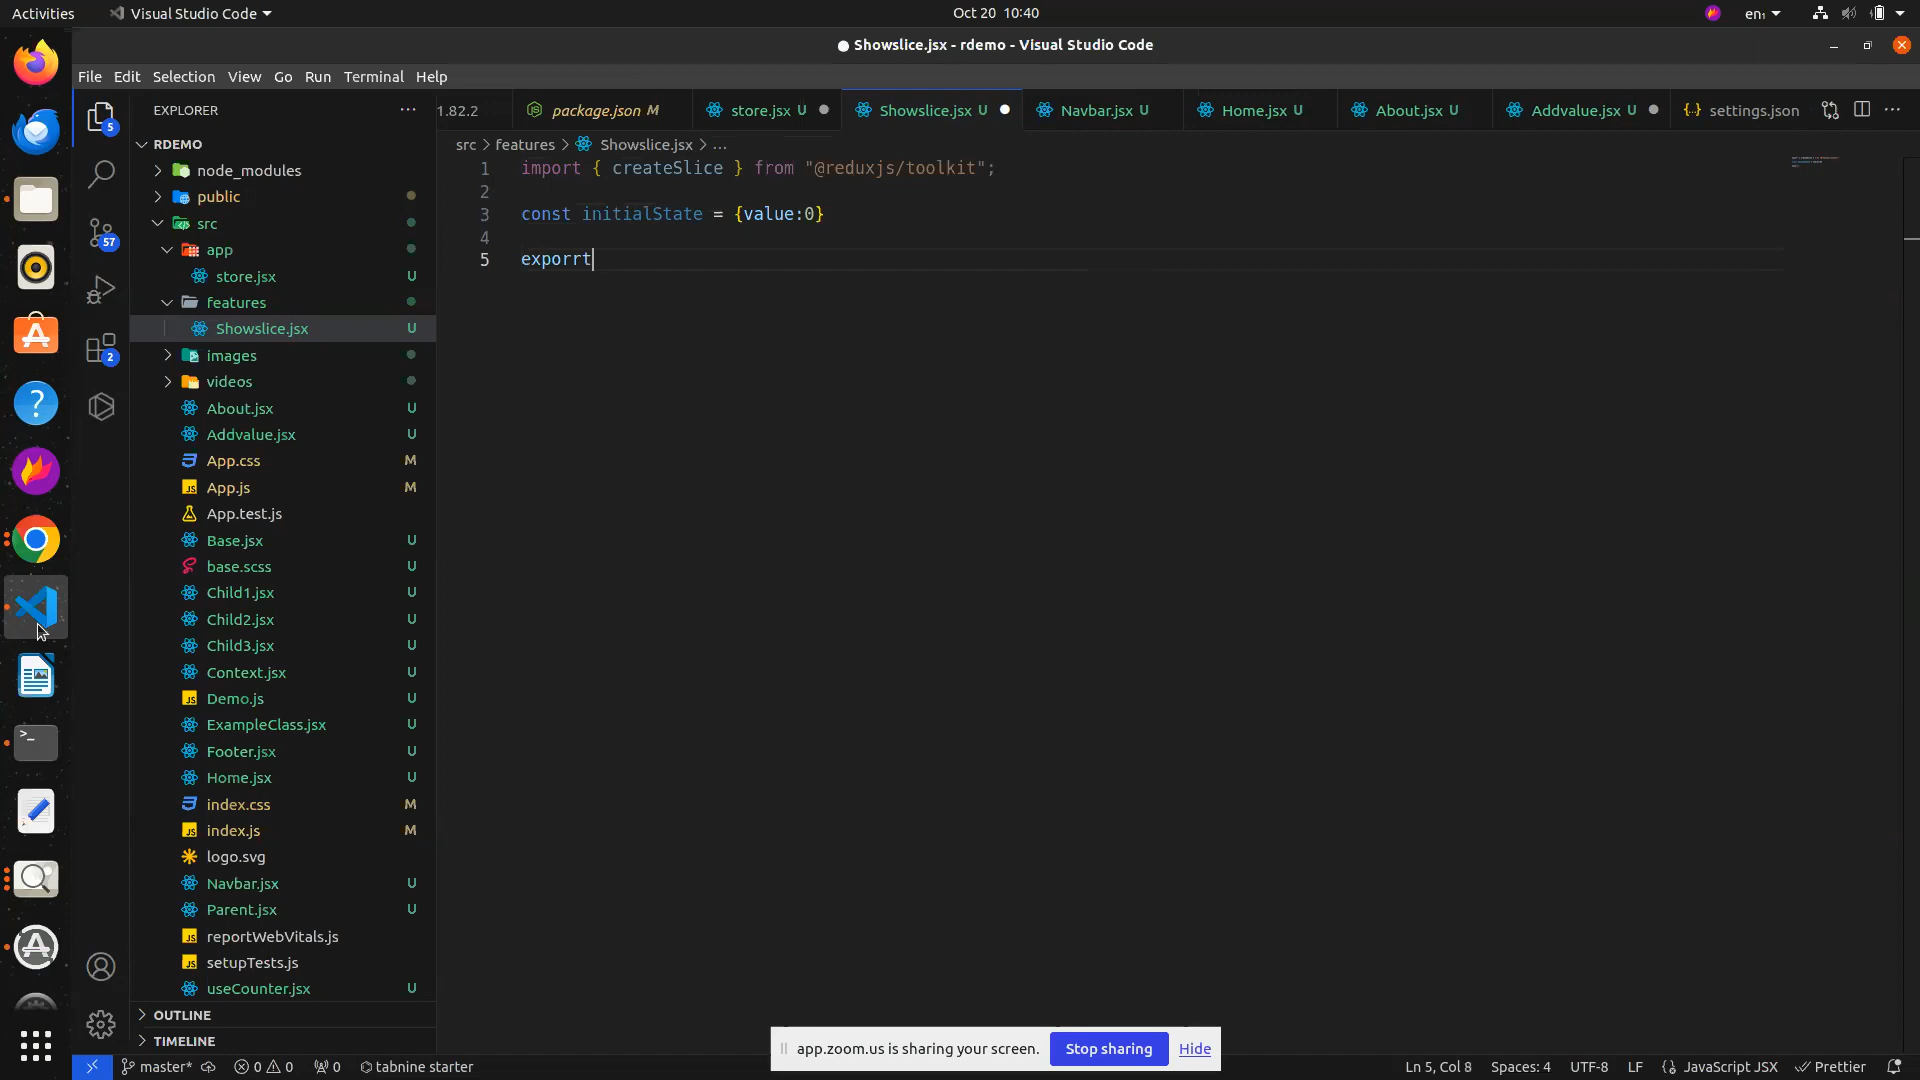 Activities
Visual Studio Code
Oct 20 10:40
en₁
Showslice.jsx - rdemo - Visual Studio Code
File Edit Selection View Go Run Terminal Help
EXPLORER
1.82.2
package.json M
store.jsx U
Showslice.jsx U
Navbar.jsx U
Home.jsx U
About.jsx U
Addvalue.jsx U
settings.json
src > features > Showslice.jsx > ...
5
57
2
RDEMO
node_modules
public
src
app
store.jsx U
features
Showslice.jsx U
images
videos
About.jsx U
Addvalue.jsx U
App.css M
App.js M
App.test.js
Base.jsx U
base.scss U
Child1.jsx U
Child2.jsx U
Child3.jsx U
Context.jsx U
Demo.js U
ExampleClass.jsx U
Footer.jsx U
Home.jsx U
index.css M
index.js M
logo.svg
Navbar.jsx U
Parent.jsx U
reportWebVitals.js
setupTests.js
useCounter.jsx U
OUTLINE
TIMELINE
1 import { createSlice } from "@reduxjs/toolkit";
2
3 const initialState = {value:0}
4
5 exporrt
app.zoom.us is sharing your screen. Stop sharing Hide
master* 0 0 0 tabnine starter
Ln 5, Col 8 Spaces: 4 UTF-8 LF JavaScript JSX Prettier